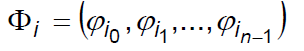 Φ_i = (φ_{i_0}, φ_{i_1}, ..., φ_{i_{n-1}})